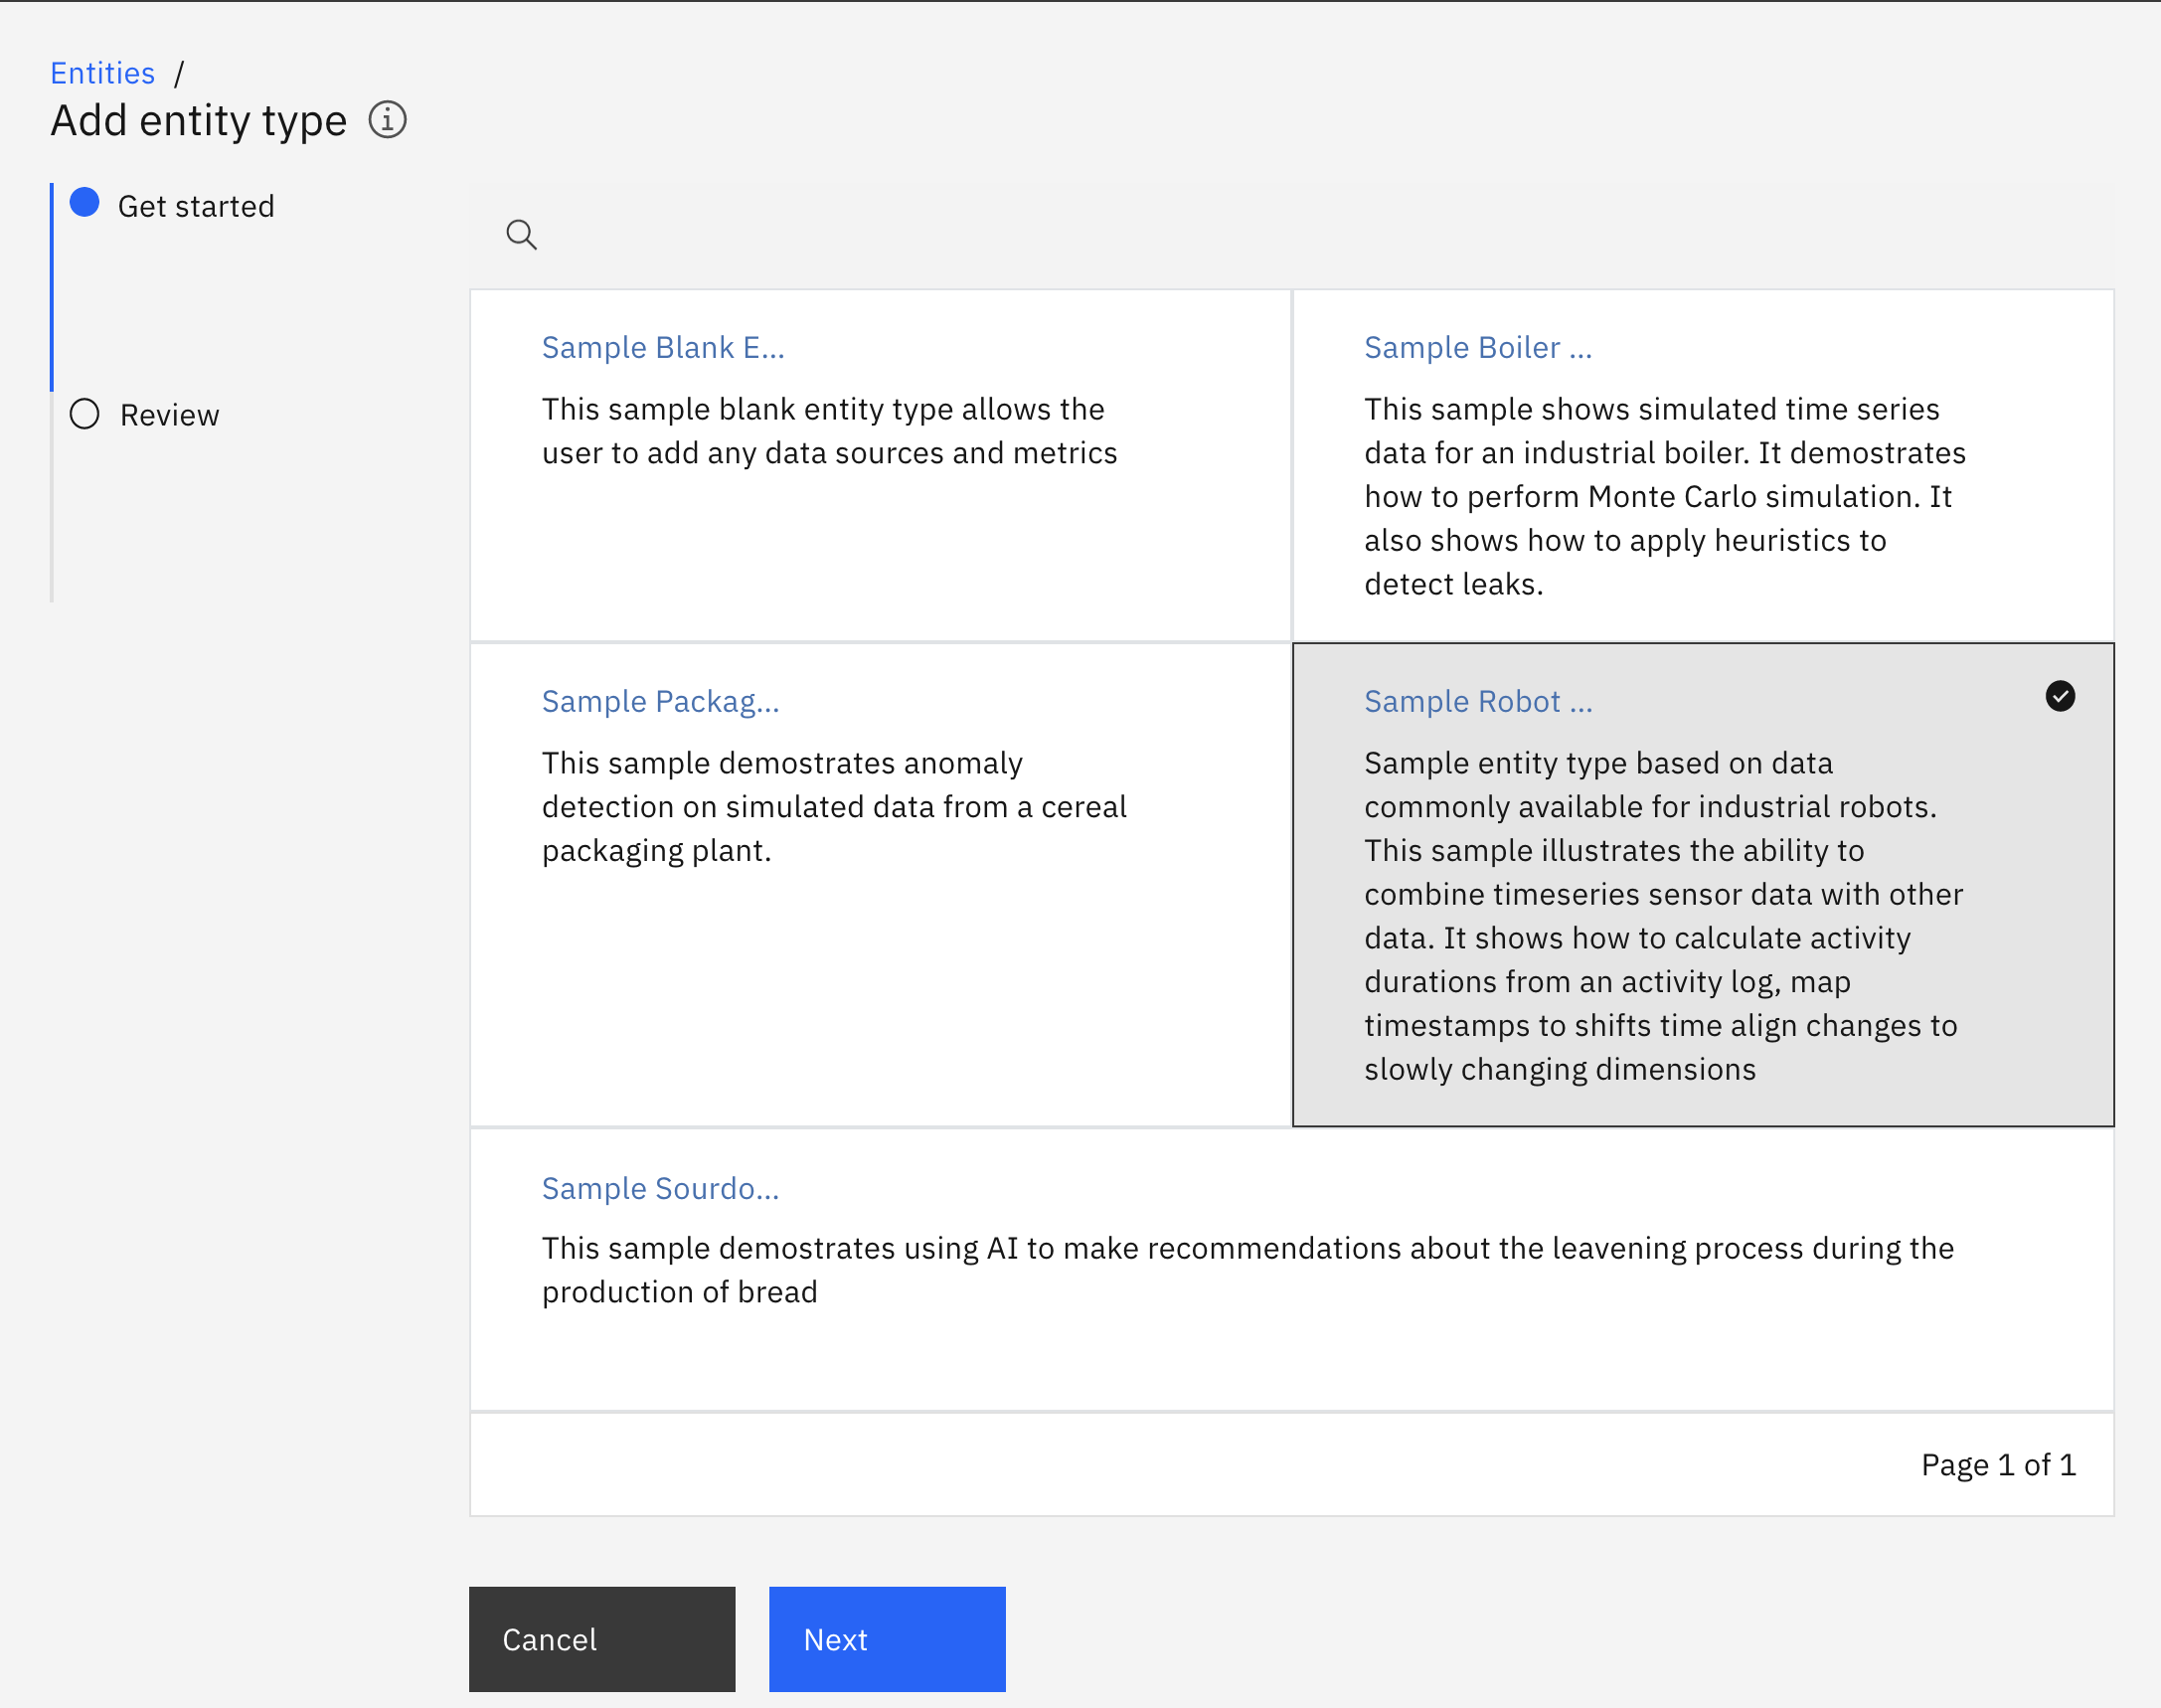 Entities /
Add entity type
Get started
Review
Sample Blank E...
This sample blank entity type allows the
user to add any data sources and metrics
Sample Boiler ...
This sample shows simulated time series
data for an industrial boiler. It demostrates
how to perform Monte Carlo simulation. It
also shows how to apply heuristics to
detect leaks.
Sample Packag...
This sample demostrates anomaly
detection on simulated data from a cereal
packaging plant.
Sample Robot ...
Sample entity type based on data
commonly available for industrial robots.
This sample illustrates the ability to
combine timeseries sensor data with other
data. It shows how to calculate activity
durations from an activity log, map
timestamps to shifts time align changes to
slowly changing dimensions
Sample Sourdo...
This sample demostrates using AI to make recommendations about the leavening process during the
production of bread
Page 1 of 1
Cancel
Next